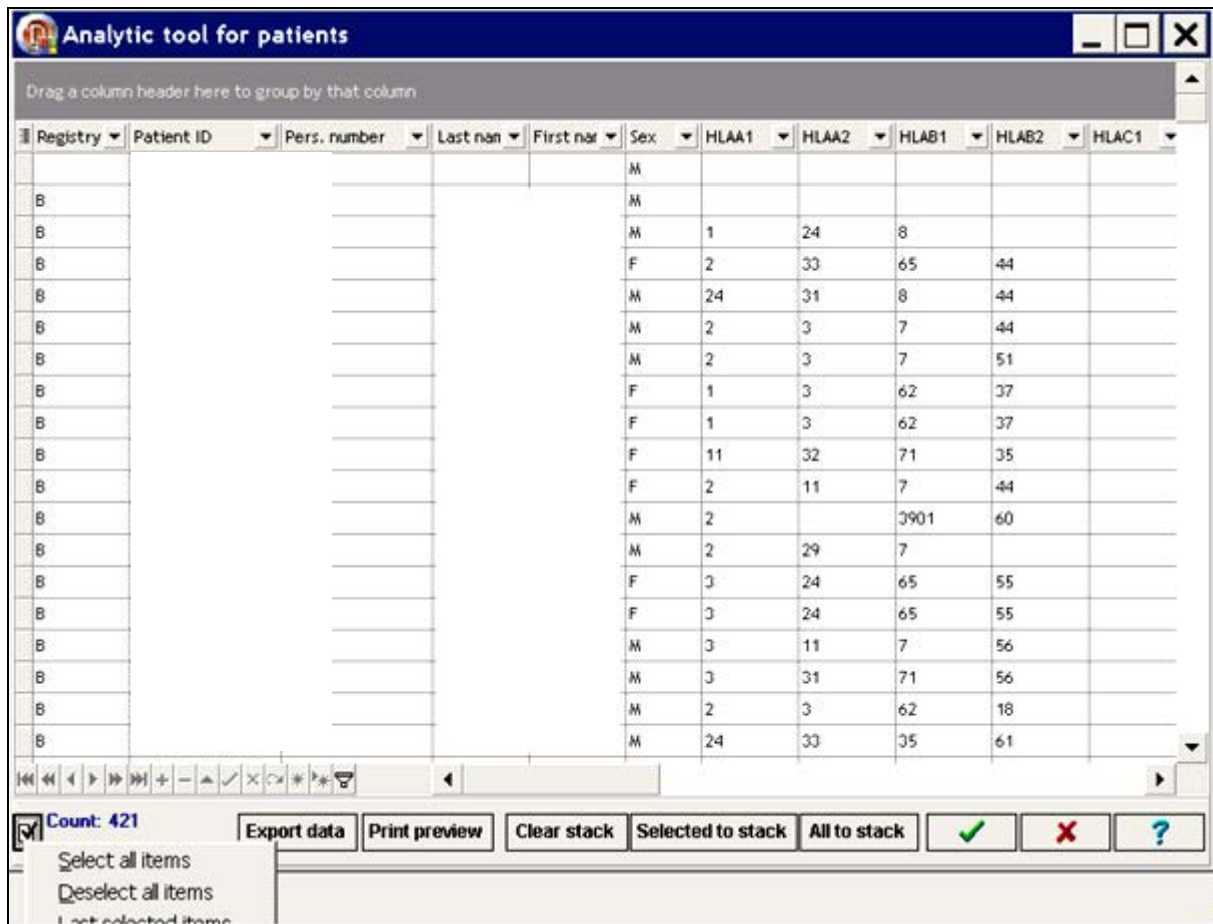 Analytic tool for patients
Drag a column header here to group by that column
Registry Patient ID Pers. number Last nan First nar Sex HLAA1 HLAA2 HLAB1 HLAB2 HLAC1
M
B M
B M 1 24 8
B F 2 33 65 44
B M 24 31 8 44
B M 2 3 7 44
B M 2 3 7 51
B F 1 3 62 37
B F 1 3 62 37
B F 11 32 71 35
B F 2 11 7 44
B M 2 3901 60
B M 2 29 7
B F 3 24 65 55
B F 3 24 65 55
B M 3 11 7 56
B M 3 31 71 56
B M 2 3 62 18
B M 24 33 35 61
Count: 421 Export data Print preview Clear stack Selected to stack All to stack ?
Select all items
Deselect all items
Last selected items